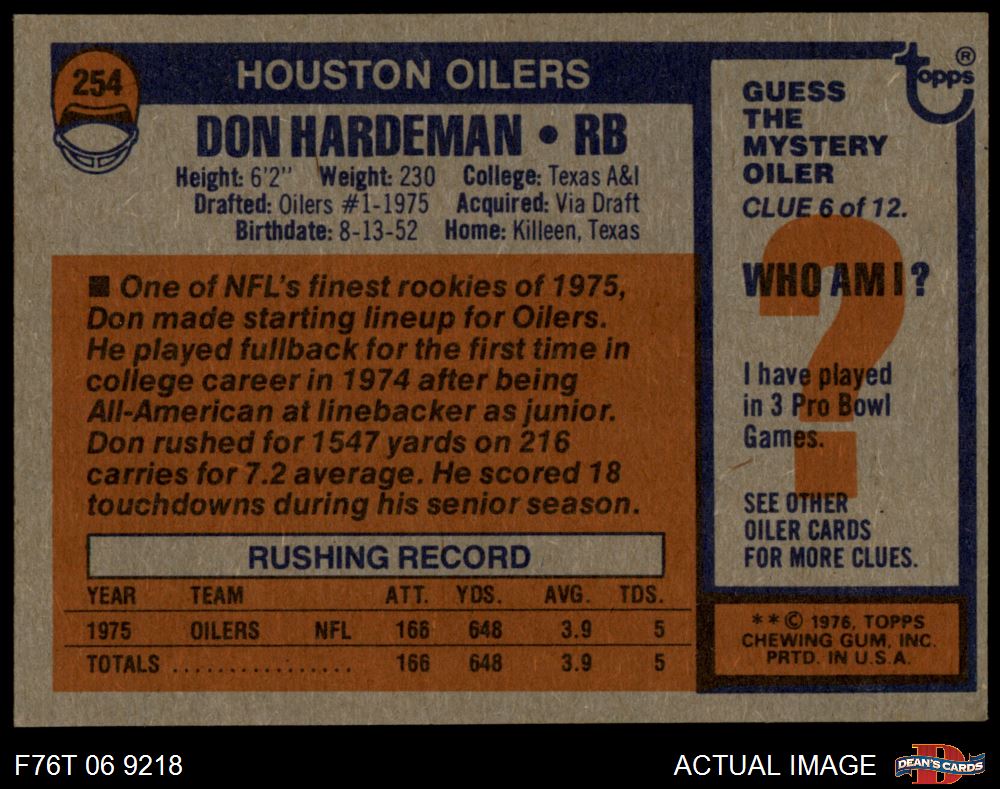 254
HOUSTON OILERS
DON HARDEMAN • RB
Height: 6'2" Weight: 230 College: Texas A&I
Drafted: Oilers #1-1975 Acquired: Via Draft
Birthdate: 8-13-52 Home: Killeen, Texas
■ One of NFL's finest rookies of 1975,
Don made starting lineup for Oilers.
He played fullback for the first time in
college career in 1974 after being
All-American at linebacker as junior.
Don rushed for 1547 yards on 216
carries for 7.2 average. He scored 18
touchdowns during his senior season.
RUSHING RECORD
YEAR TEAM ATT. YDS. AVG. TDS.
1975 OILERS NFL 166 648 3.9 5
TOTALS ................ 166 648 3.9 5
topps ®
GUESS
THE
MYSTERY
OILER
CLUE 6 of 12.
WHO AM I?
?
I have played
in 3 Pro Bowl
Games.
SEE OTHER
OILER CARDS
FOR MORE CLUES.
**© 1976, TOPPS
CHEWING GUM, INC.
PRTD. IN U.S.A.
F76T 06 9218
ACTUAL IMAGE
D
DEAN'S CARDS